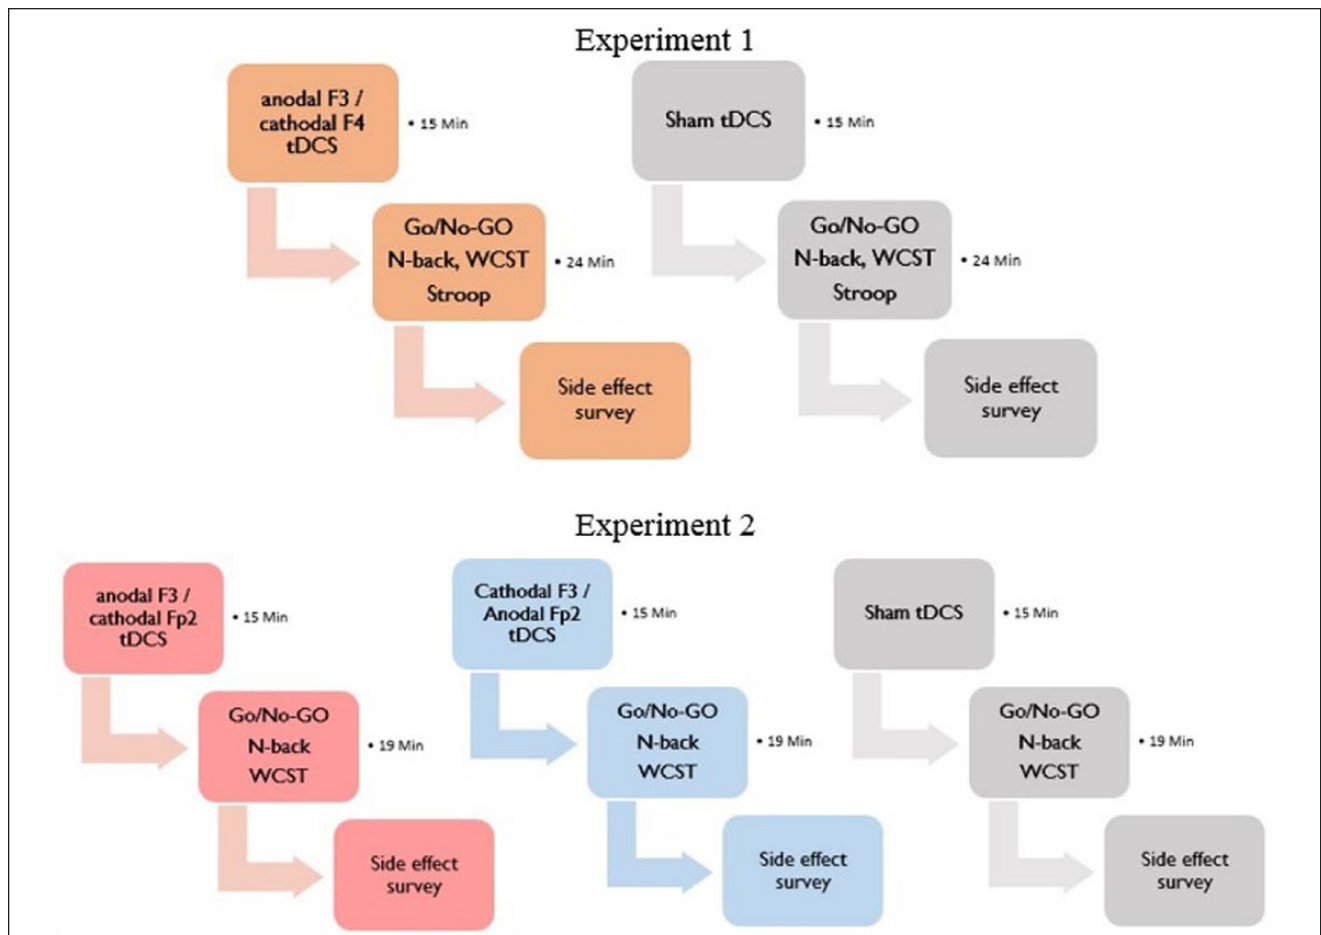 Experiment 1
anodal F3 /
cathodal F4
tDCS
• 15 Min
Go/No-GO
N-back, WCST
Stroop
• 24 Min
Side effect
survey
Sham tDCS
• 15 Min
Go/No-GO
N-back, WCST
Stroop
• 24 Min
Side effect
survey
Experiment 2
anodal F3 /
cathodal Fp2
tDCS
• 15 Min
Go/No-GO
N-back
WCST
• 19 Min
Side effect
survey
Cathodal F3 /
Anodal Fp2
tDCS
• 15 Min
Go/No-GO
N-back
WCST
• 19 Min
Side effect
survey
Sham tDCS
• 15 Min
Go/No-GO
N-back
WCST
• 19 Min
Side effect
survey